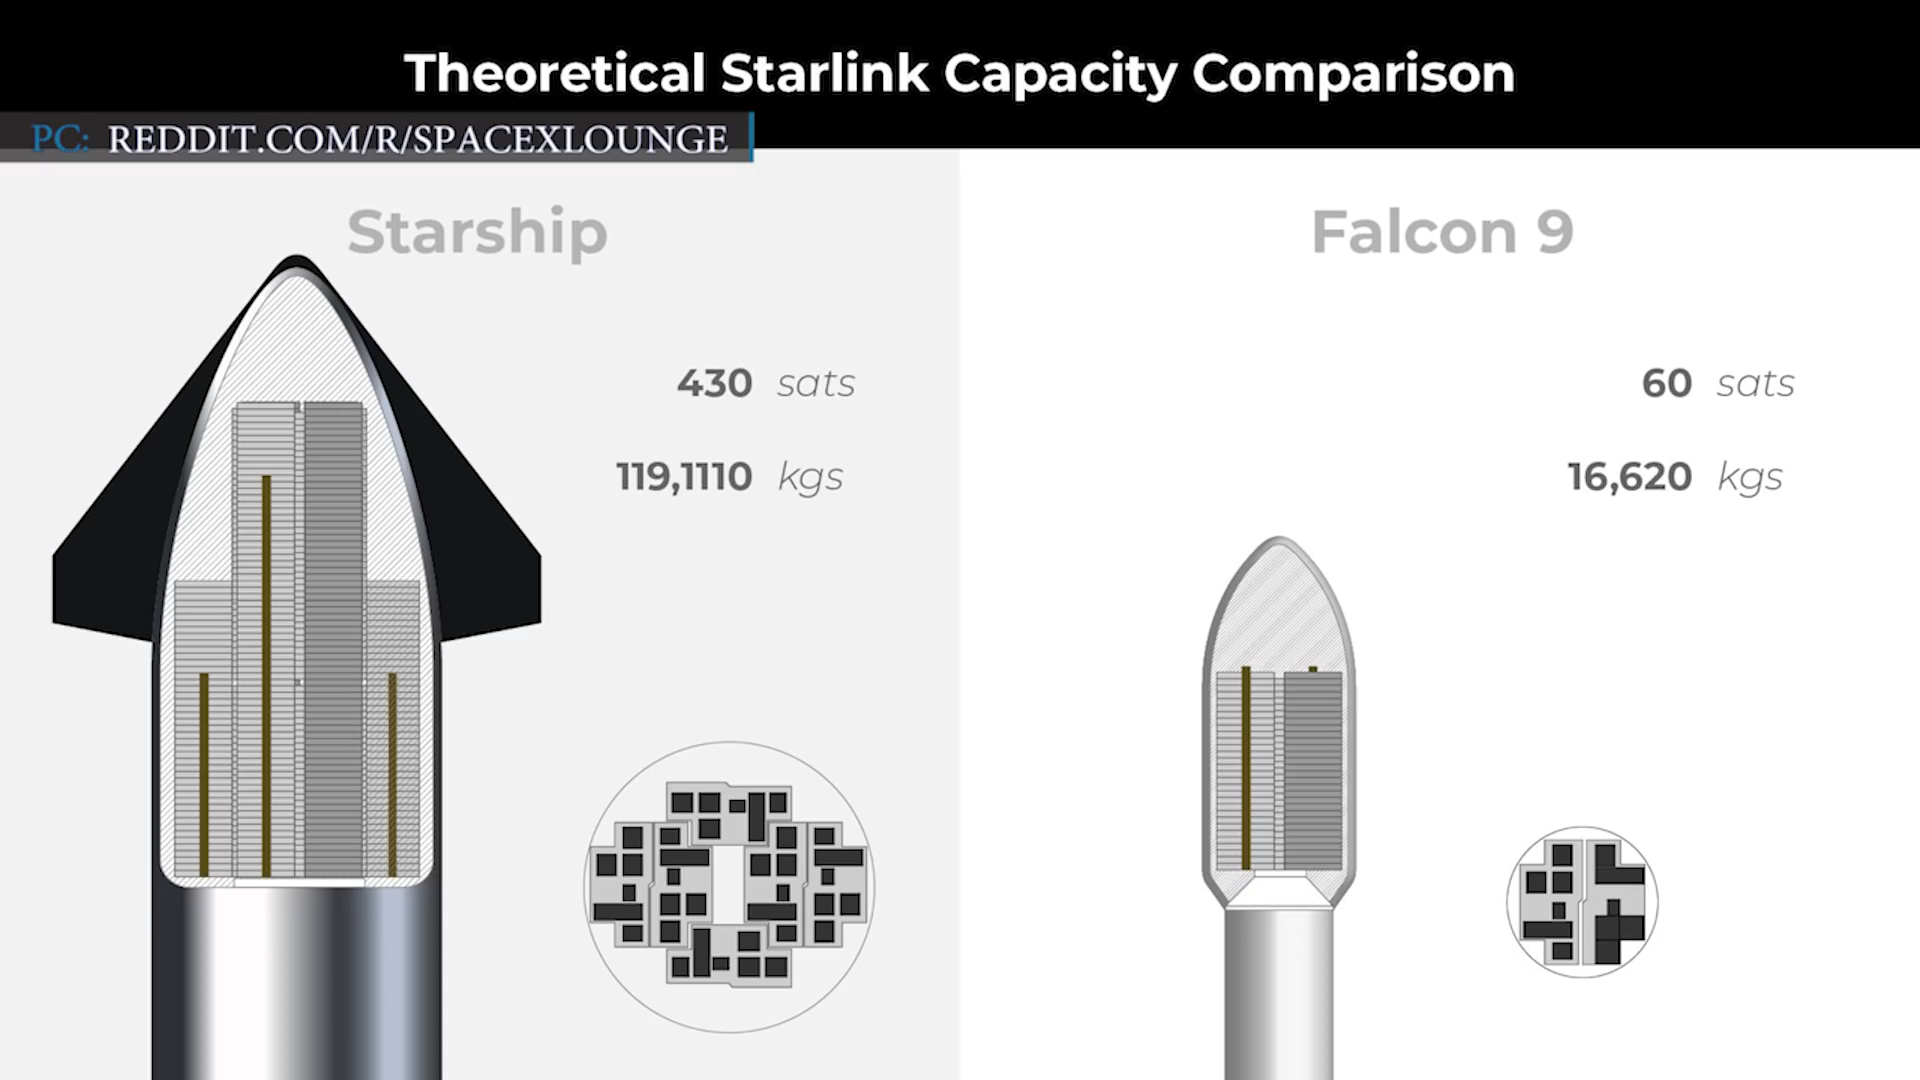 Theoretical Starlink Capacity Comparison
PC: REDDIT.COM/R/SPACEXLOUNGE
Starship
430 sats
119,1110 kgs
Falcon 9
60 sats
16,620 kgs